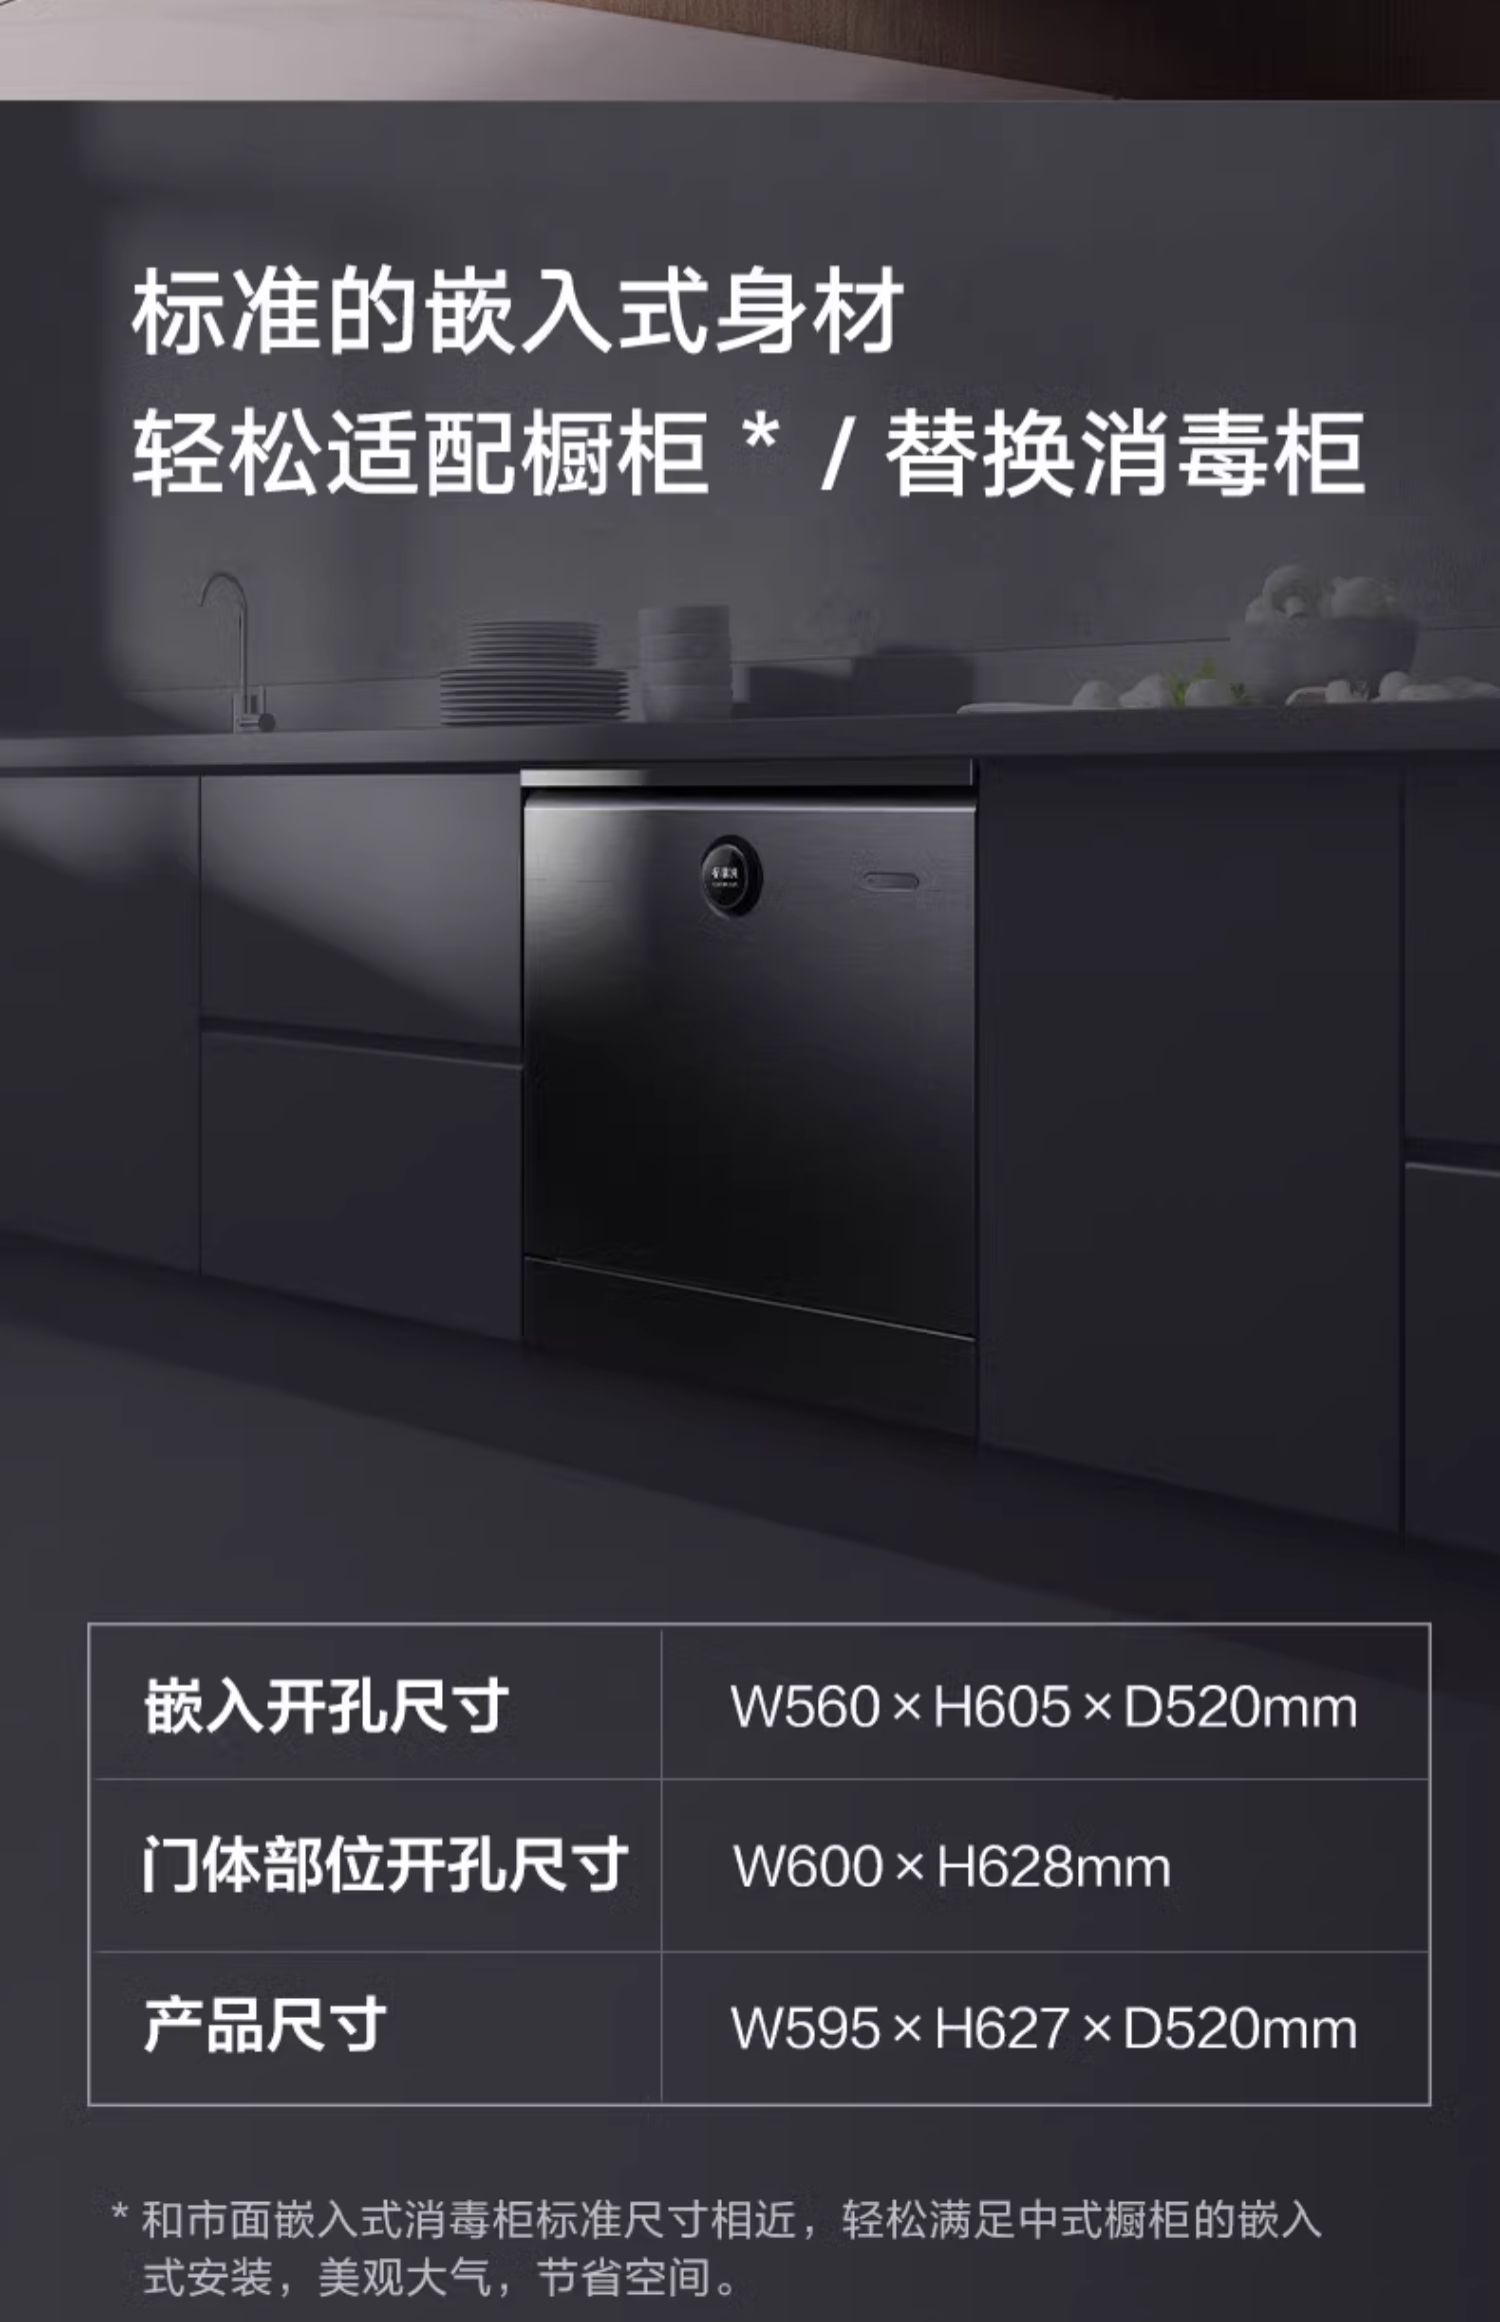 标准的嵌入式身材
轻松适配橱柜 * / 替换消毒柜
嵌入开孔尺寸 W560×H605×D520mm
门体部位开孔尺寸 W600×H628mm
产品尺寸 W595×H627×D520mm
* 和市面嵌入式消毒柜标准尺寸相近，轻松满足中式橱柜的嵌入
式安装，美观大气，节省空间。